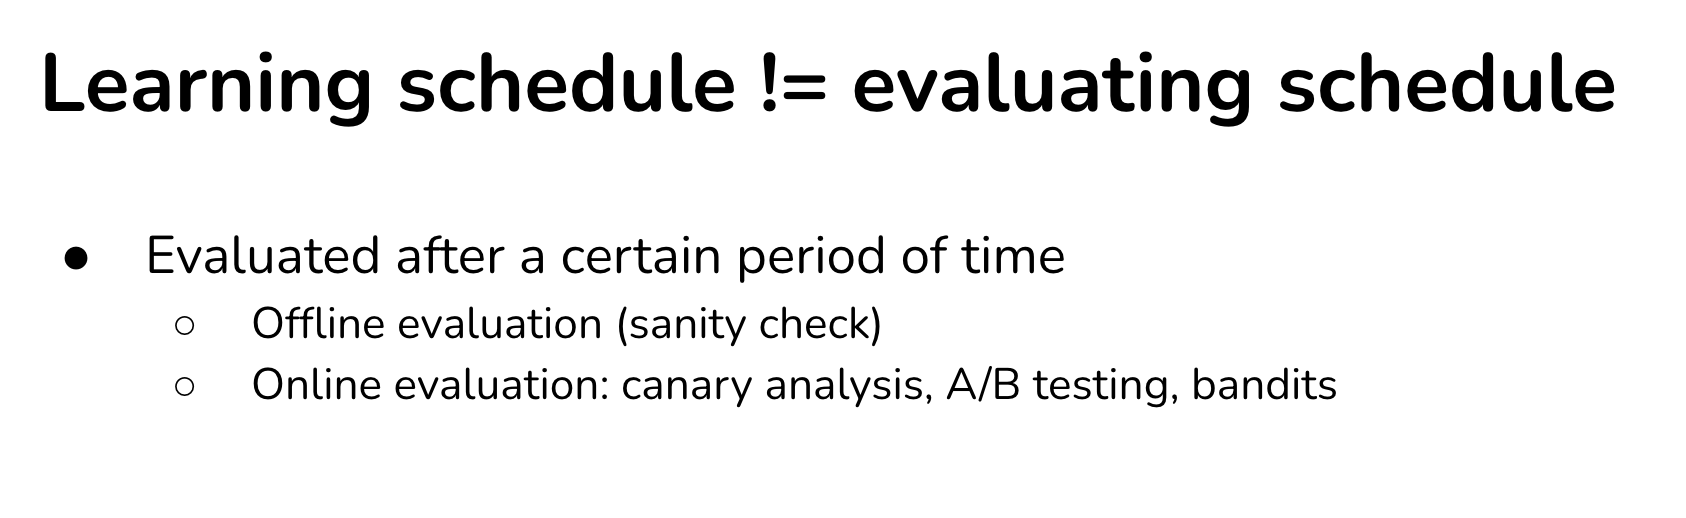 Learning schedule != evaluating schedule
● Evaluated after a certain period of time
○ Offline evaluation (sanity check)
○ Online evaluation: canary analysis, A/B testing, bandits